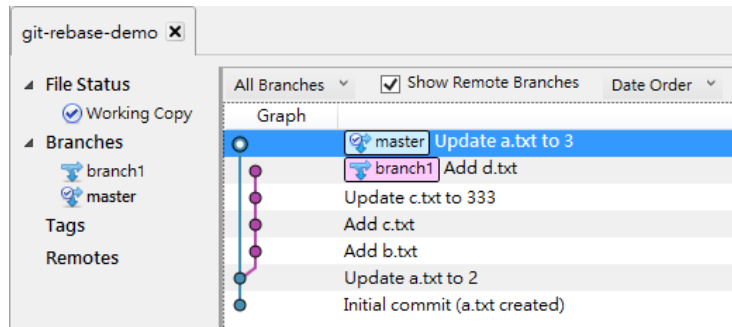 git-rebase-demo
File Status
Working Copy
Branches
branch1
master
Tags
Remotes
All Branches Show Remote Branches Date Order
Graph
master Update a.txt to 3
branch1 Add d.txt
Update c.txt to 333
Add c.txt
Add b.txt
Update a.txt to 2
Initial commit (a.txt created)